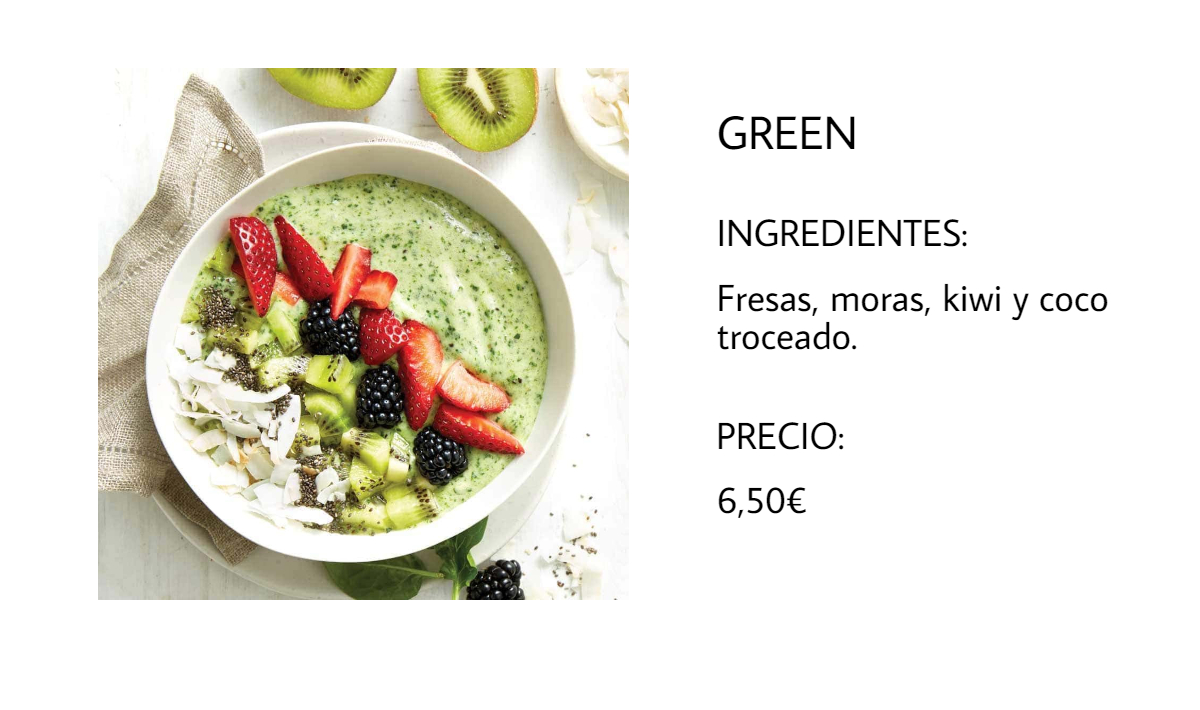 GREEN
INGREDIENTES:
Fresas, moras, kiwi y coco
troceado.
PRECIO:
6,50€